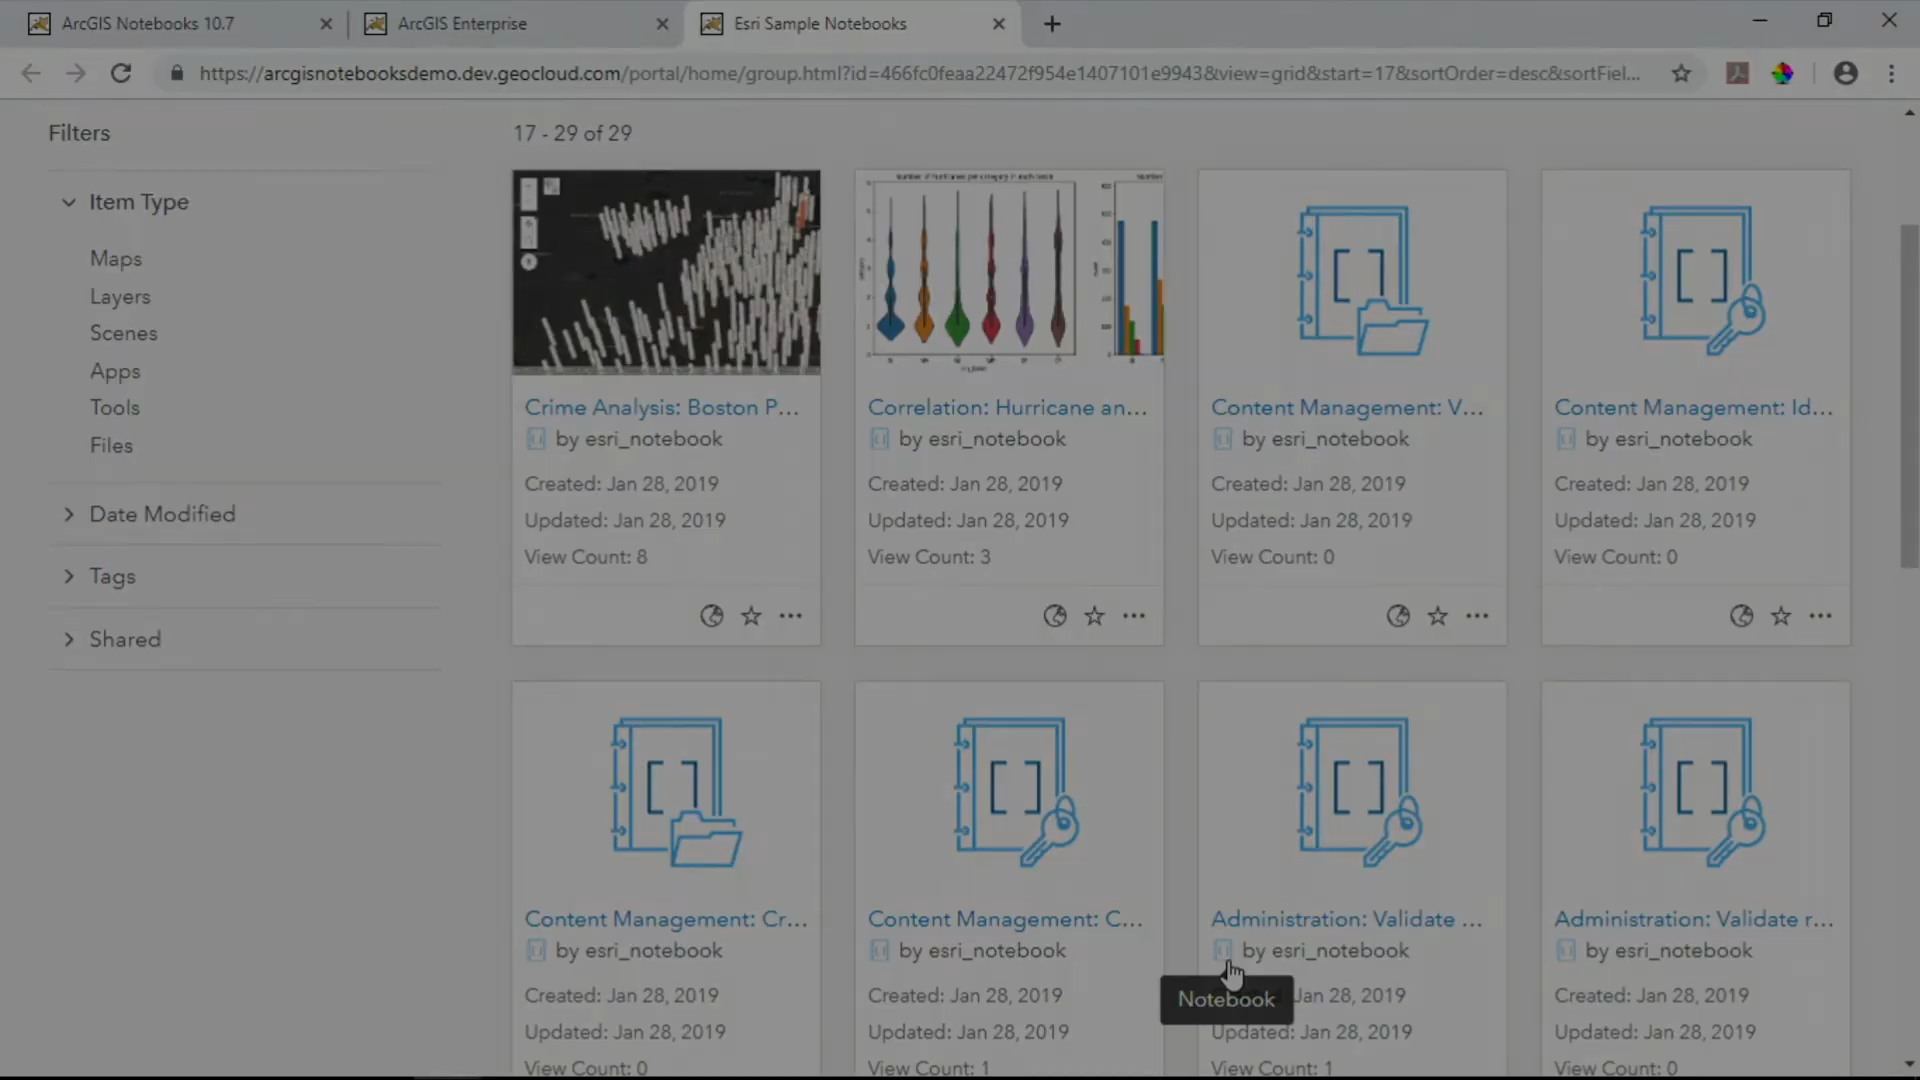 ArcGIS Notebooks 10.7
ArcGIS Enterprise
Esri Sample Notebooks
https://arcgisnotebooksdemo.dev.geocloud.com/portal/home/group.html?id=466fc0feaa22472f954e1407101e9943&view=grid&start=17&sortOrder=desc&sortFiel...
Filters
17 - 29 of 29
Item Type
Maps
Layers
Scenes
Apps
Tools
Files
Date Modified
Tags
Shared
Crime Analysis: Boston P...
by esri_notebook
Created: Jan 28, 2019
Updated: Jan 28, 2019
View Count: 8
Number of hurricanes per category in each basin
Correlation: Hurricane an...
by esri_notebook
Created: Jan 28, 2019
Updated: Jan 28, 2019
View Count: 3
Content Management: V...
by esri_notebook
Created: Jan 28, 2019
Updated: Jan 28, 2019
View Count: 0
Content Management: Id...
by esri_notebook
Created: Jan 28, 2019
Updated: Jan 28, 2019
View Count: 0
Content Management: Cr...
by esri_notebook
Created: Jan 28, 2019
Updated: Jan 28, 2019
View Count: 0
Content Management: C...
by esri_notebook
Created: Jan 28, 2019
Updated: Jan 28, 2019
View Count: 1
Administration: Validate ...
by esri_notebook
Notebook
Jan 28, 2019
Updated: Jan 28, 2019
View Count: 1
Administration: Validate r...
by esri_notebook
Created: Jan 28, 2019
Updated: Jan 28, 2019
View Count: 0